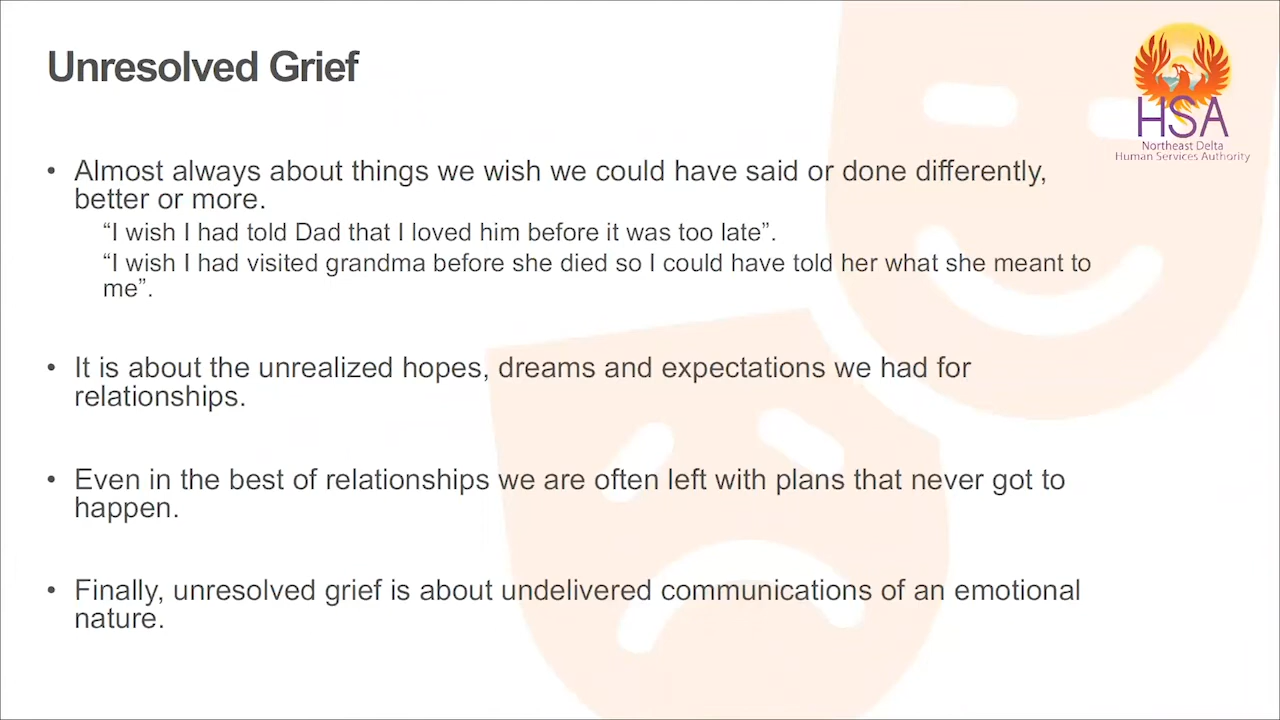 Unresolved Grief
HSA
Northeast Delta
Human Services Authority
• Almost always about things we wish we could have said or done differently,
better or more.
“I wish I had told Dad that I loved him before it was too late”.
“I wish I had visited grandma before she died so I could have told her what she meant to
me”.
• It is about the unrealized hopes, dreams and expectations we had for
relationships.
• Even in the best of relationships we are often left with plans that never got to
happen.
• Finally, unresolved grief is about undelivered communications of an emotional
nature.